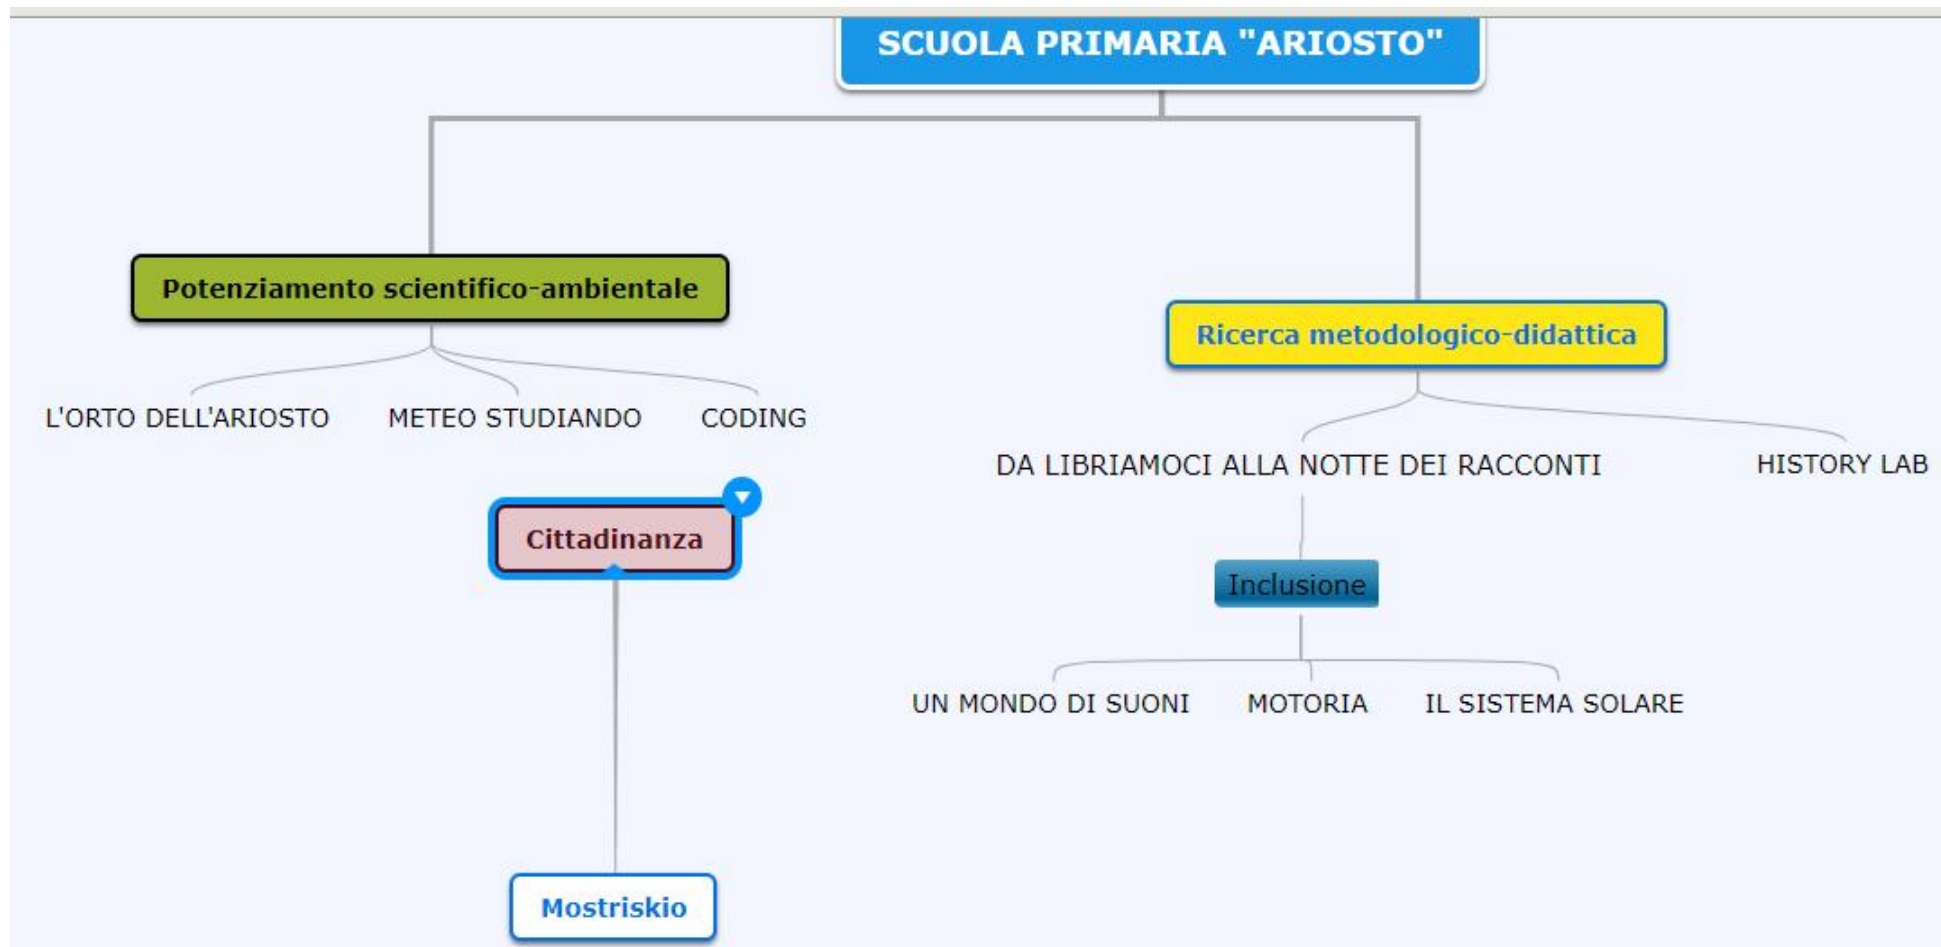 SCUOLA PRIMARIA "ARIOSTO"
Potenziamento scientifico-ambientale
Ricerca metodologico-didattica
L'ORTO DELL'ARIOSTO
METEO STUDIANDO
CODING
DA LIBRIAMOCI ALLA NOTTE DEI RACCONTI
HISTORY LAB
Cittadinanza
Inclusione
UN MONDO DI SUONI
MOTORIA
IL SISTEMA SOLARE
Mostriskio